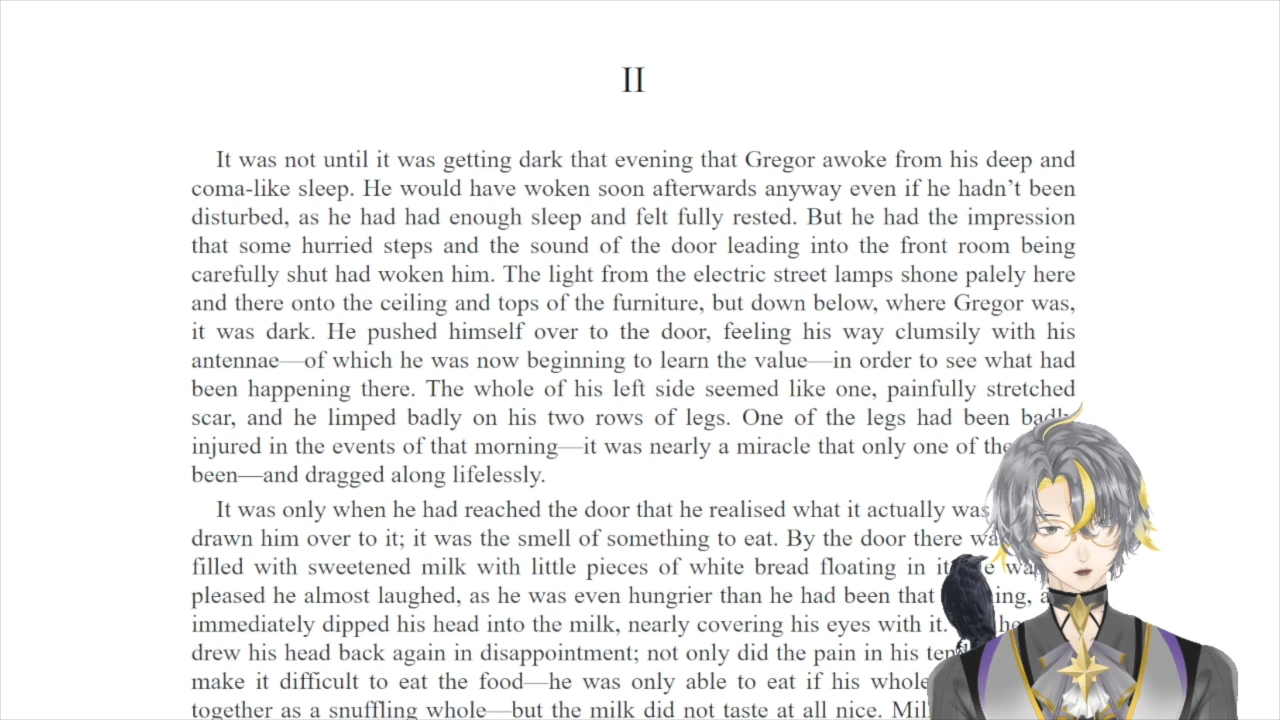 II
It was not until it was getting dark that evening that Gregor awoke from his deep and
coma-like sleep. He would have woken soon afterwards anyway even if he hadn’t been
disturbed, as he had had enough sleep and felt fully rested. But he had the impression
that some hurried steps and the sound of the door leading into the front room being
carefully shut had woken him. The light from the electric street lamps shone palely here
and there onto the ceiling and tops of the furniture, but down below, where Gregor was,
it was dark. He pushed himself over to the door, feeling his way clumsily with his
antennae—of which he was now beginning to learn the value—in order to see what had
been happening there. The whole of his left side seemed like one, painfully stretched
scar, and he limped badly on his two rows of legs. One of the legs had been badly
injured in the events of that morning—it was nearly a miracle that only one of
been—and dragged along lifelessly.
It was only when he had reached the door that he realised what it actually was
drawn him over to it; it was the smell of something to eat. By the door there
filled with sweetened milk with little pieces of white bread floating in
pleased he almost laughed, as he was even hungrier than he had been that
immediately dipped his head into the milk, nearly covering his eyes with it.
drew his head back again in disappointment; not only did the pain in his
make it difficult to eat the food—he was only able to eat if his whole
together as a snuffling whole—but the milk did not taste at all nice.